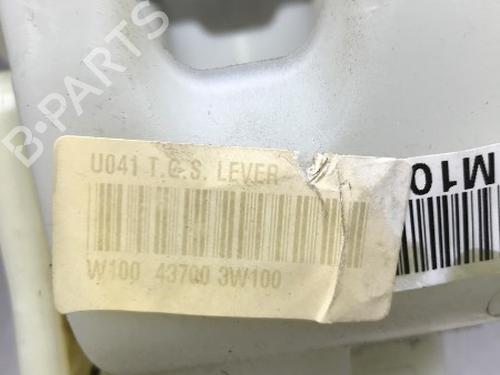 B-PARTS
U041 T.G.S. LEVER
W100 43700 3W100
M10